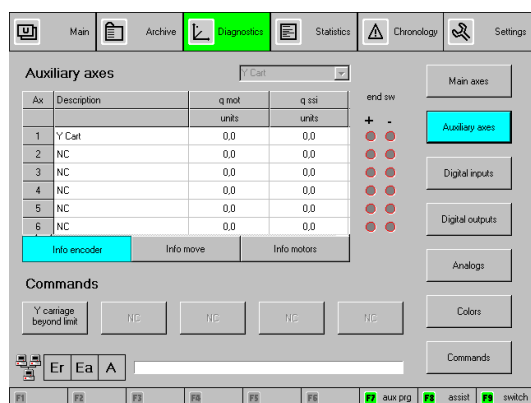 Main Archive Diagnostics Statistics Chronology Settings
Auxiliary axes Y Cart
Main axes
Ax Description q mot q ssi end sw
units units + -
Auxiliary axes
1 Y Cart 0,0 0,0
2 NC 0,0 0,0
3 NC 0,0 0,0
Digital inputs
4 NC 0,0 0,0
5 NC 0,0 0,0
Digital outputs
6 NC 0,0 0,0
Info encoder Info move Info motors
Analogs
Commands
Y carriage
beyond limit
NC NC NC NC
Colors
Commands
Er Ea A
F1 F2 F3 F4 F5 F6 F7 aux prg F8 assist F9 switch